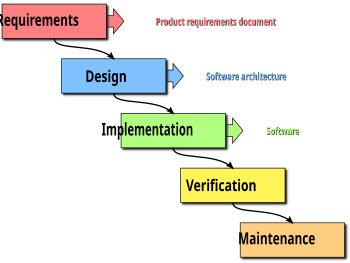 Requirements
Product requirements document
Design
Software architecture
Implementation
Software
Verification
Maintenance